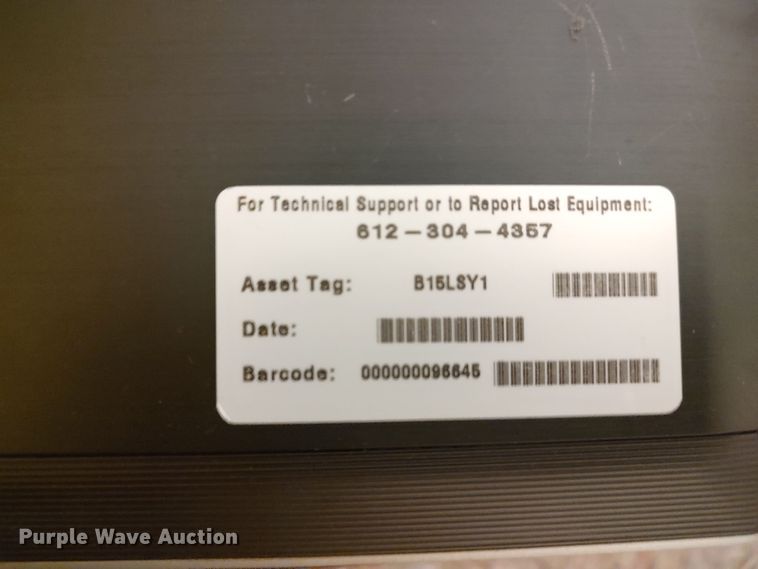 For Technical Support or to Report Lost Equipment:
612-304-4357
Asset Tag: B15LSY1
Date:
Barcode: 000000096645
Purple Wave Auction